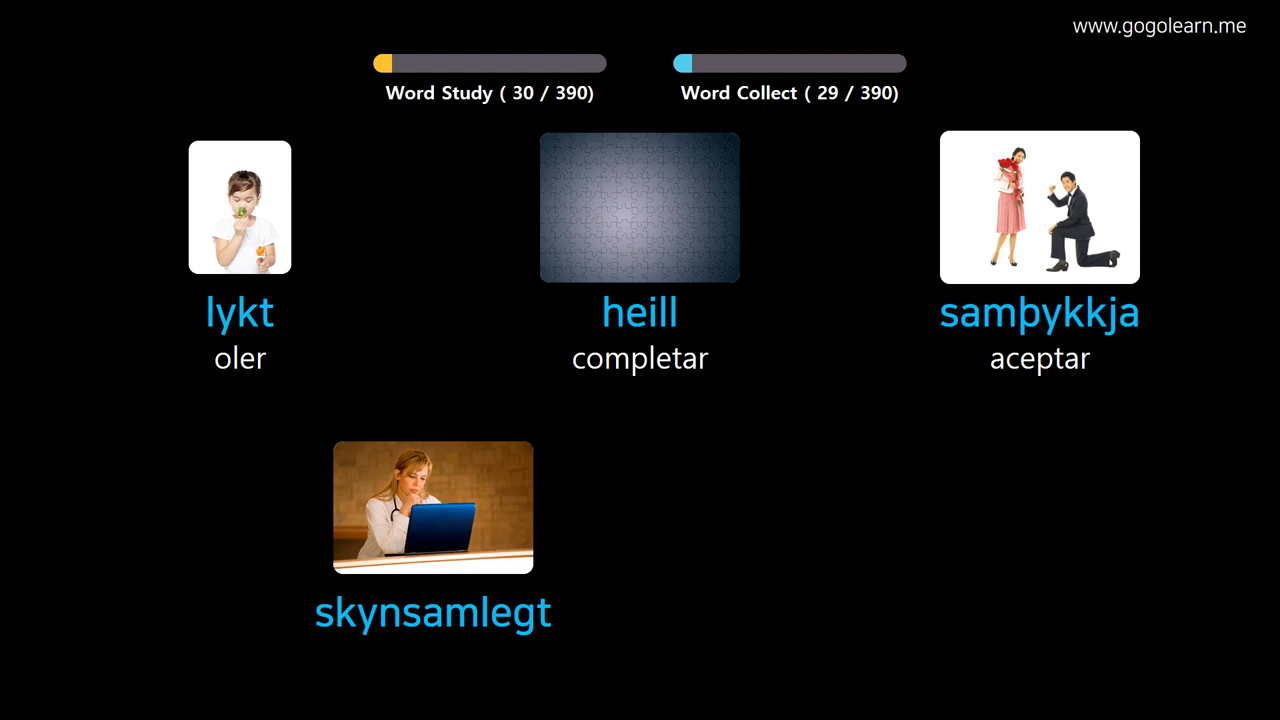 www.gogolearn.me
Word Study ( 30 / 390)
Word Collect ( 29 / 390)
lykt
heill
samþykkja
oler
completar
aceptar
skynsamlegt